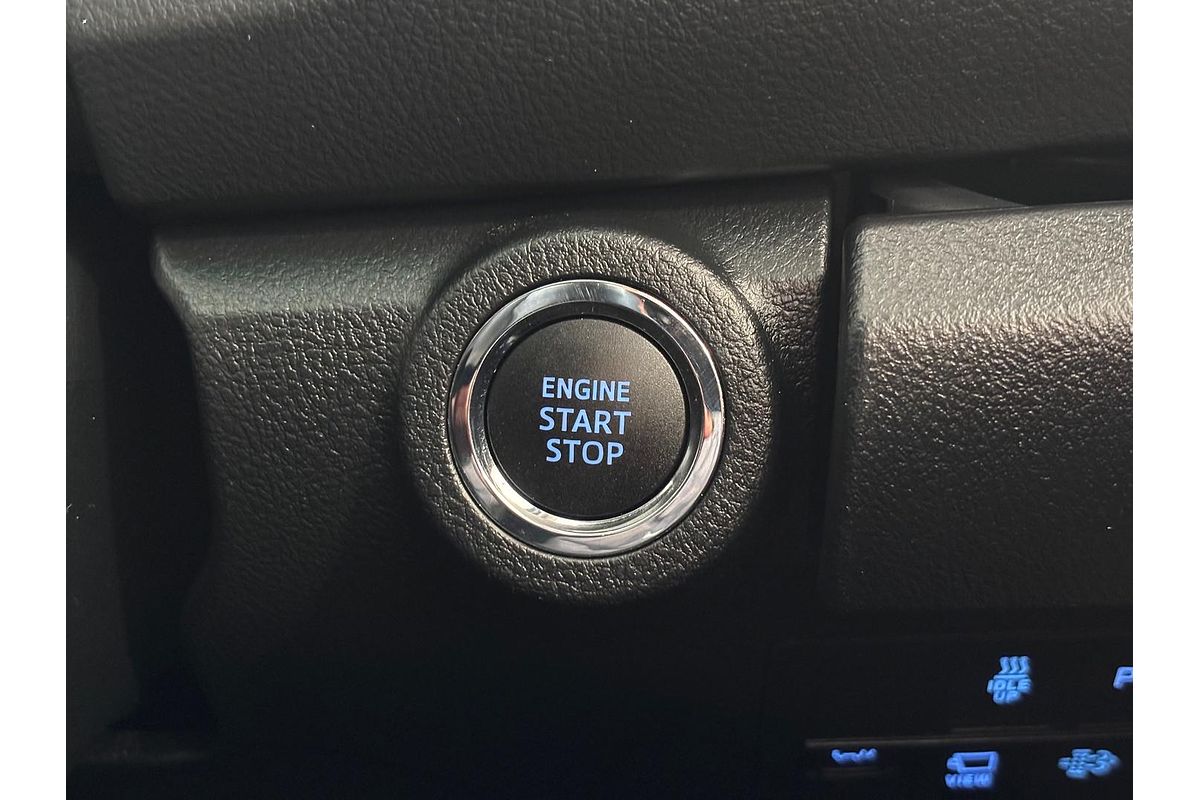 ENGINE
START
STOP
IDLE
UP
P
VIEW